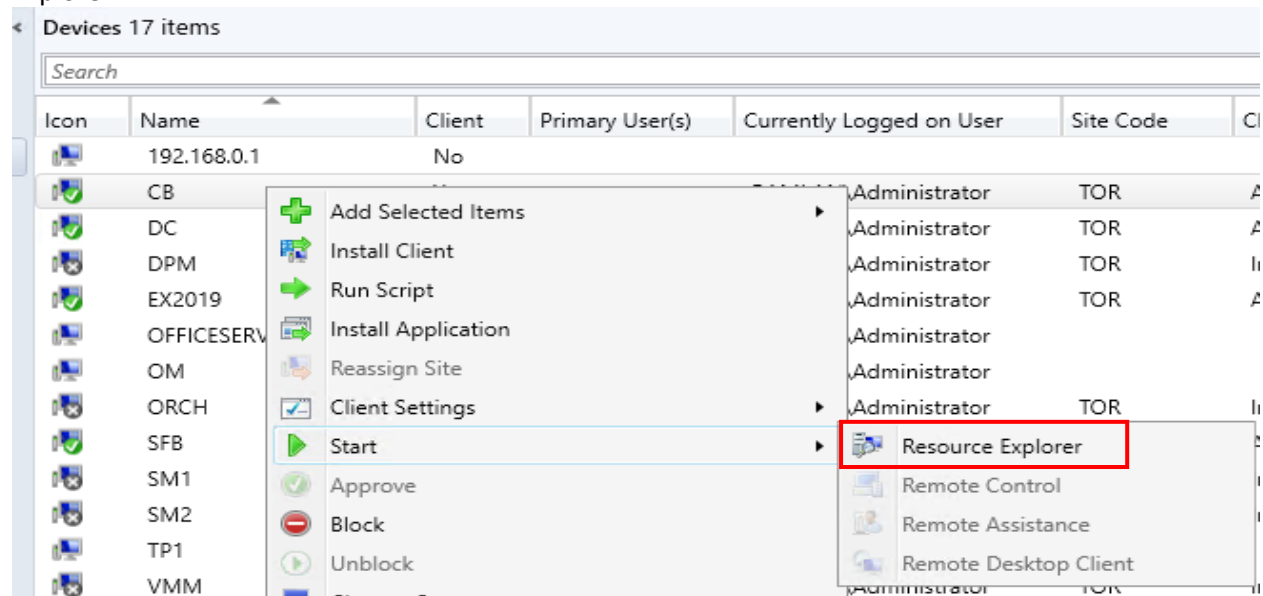 Devices 17 items
Search
Icon Name Client Primary User(s) Currently Logged on User Site Code
192.168.0.1 No
CB \Administrator TOR
DC \Administrator TOR
DPM \Administrator TOR
EX2019 \Administrator TOR
OFFICESERV \Administrator
OM \Administrator
ORCH \Administrator TOR
SFB
SM1
SM2
TP1
VMM
Add Selected Items
Install Client
Run Script
Install Application
Reassign Site
Client Settings
Start
Approve
Block
Unblock
Resource Explorer
Remote Control
Remote Assistance
Remote Desktop Client